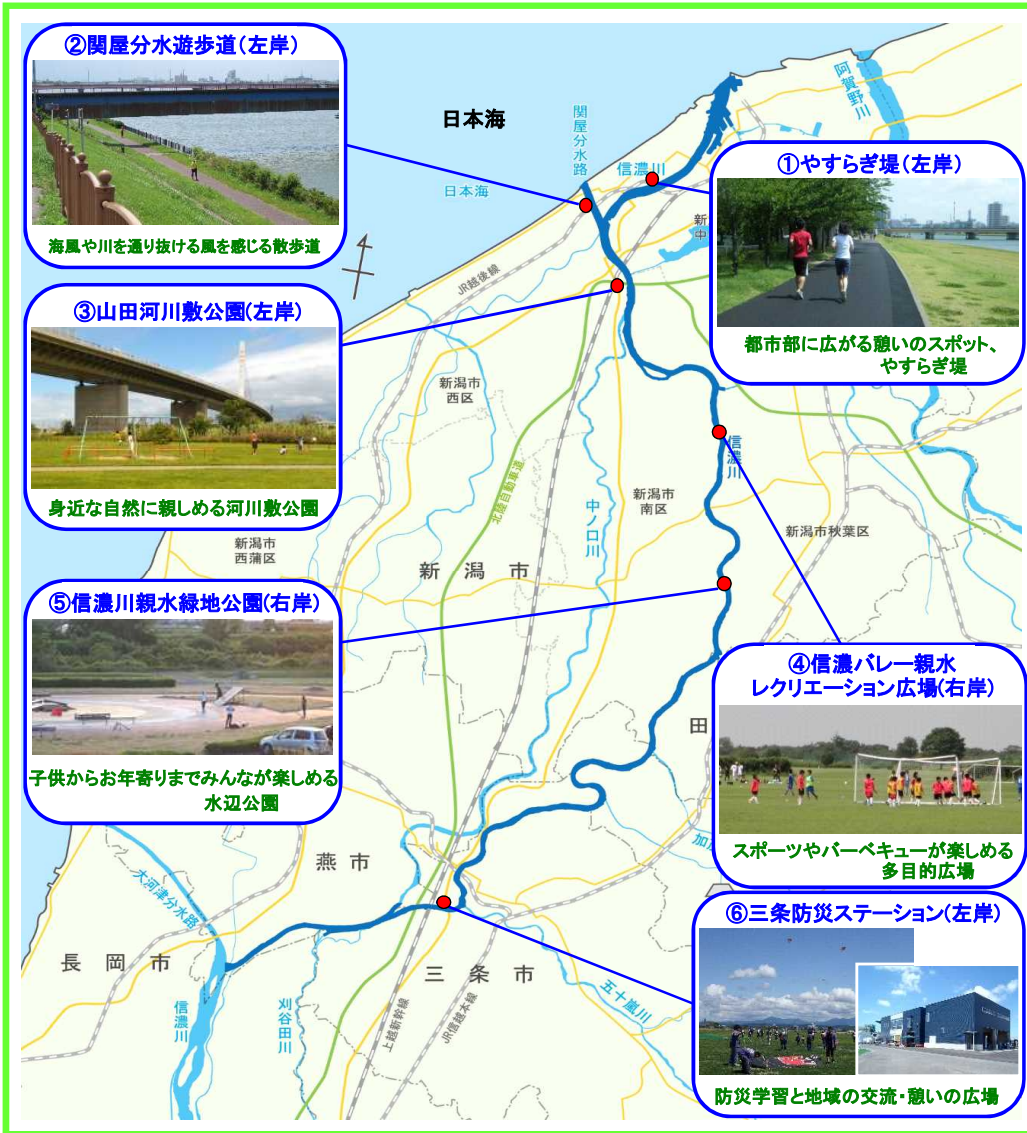 ②関屋分水遊歩道(左岸)
海風や川を通り抜ける風を感じる散歩道
日本海
日本海
関屋分水路
信濃川
阿賀野川
①やすらぎ堤(左岸)
都市部に広がる憩いのスポット、
やすらぎ堤
新
中
JR越後線
③山田河川敷公園(左岸)
身近な自然に親しめる河川敷公園
新潟市
西区
北陸自動車道
中ノ口川
信濃川
新潟市
南区
新潟市秋葉区
新潟市
西蒲区
新潟市
⑤信濃川親水緑地公園(右岸)
子供からお年寄りまでみんなが楽しめる
水辺公園
④信濃バレー親水
レクリエーション広場(右岸)
スポーツやバーベキューが楽しめる
多目的広場
田
加
燕市
大河津分水路
長岡市
信濃川
刈谷田川
上越新幹線
JR信越本線
三条市
五十嵐川
⑥三条防災ステーション(左岸)
防災学習と地域の交流・憩いの広場